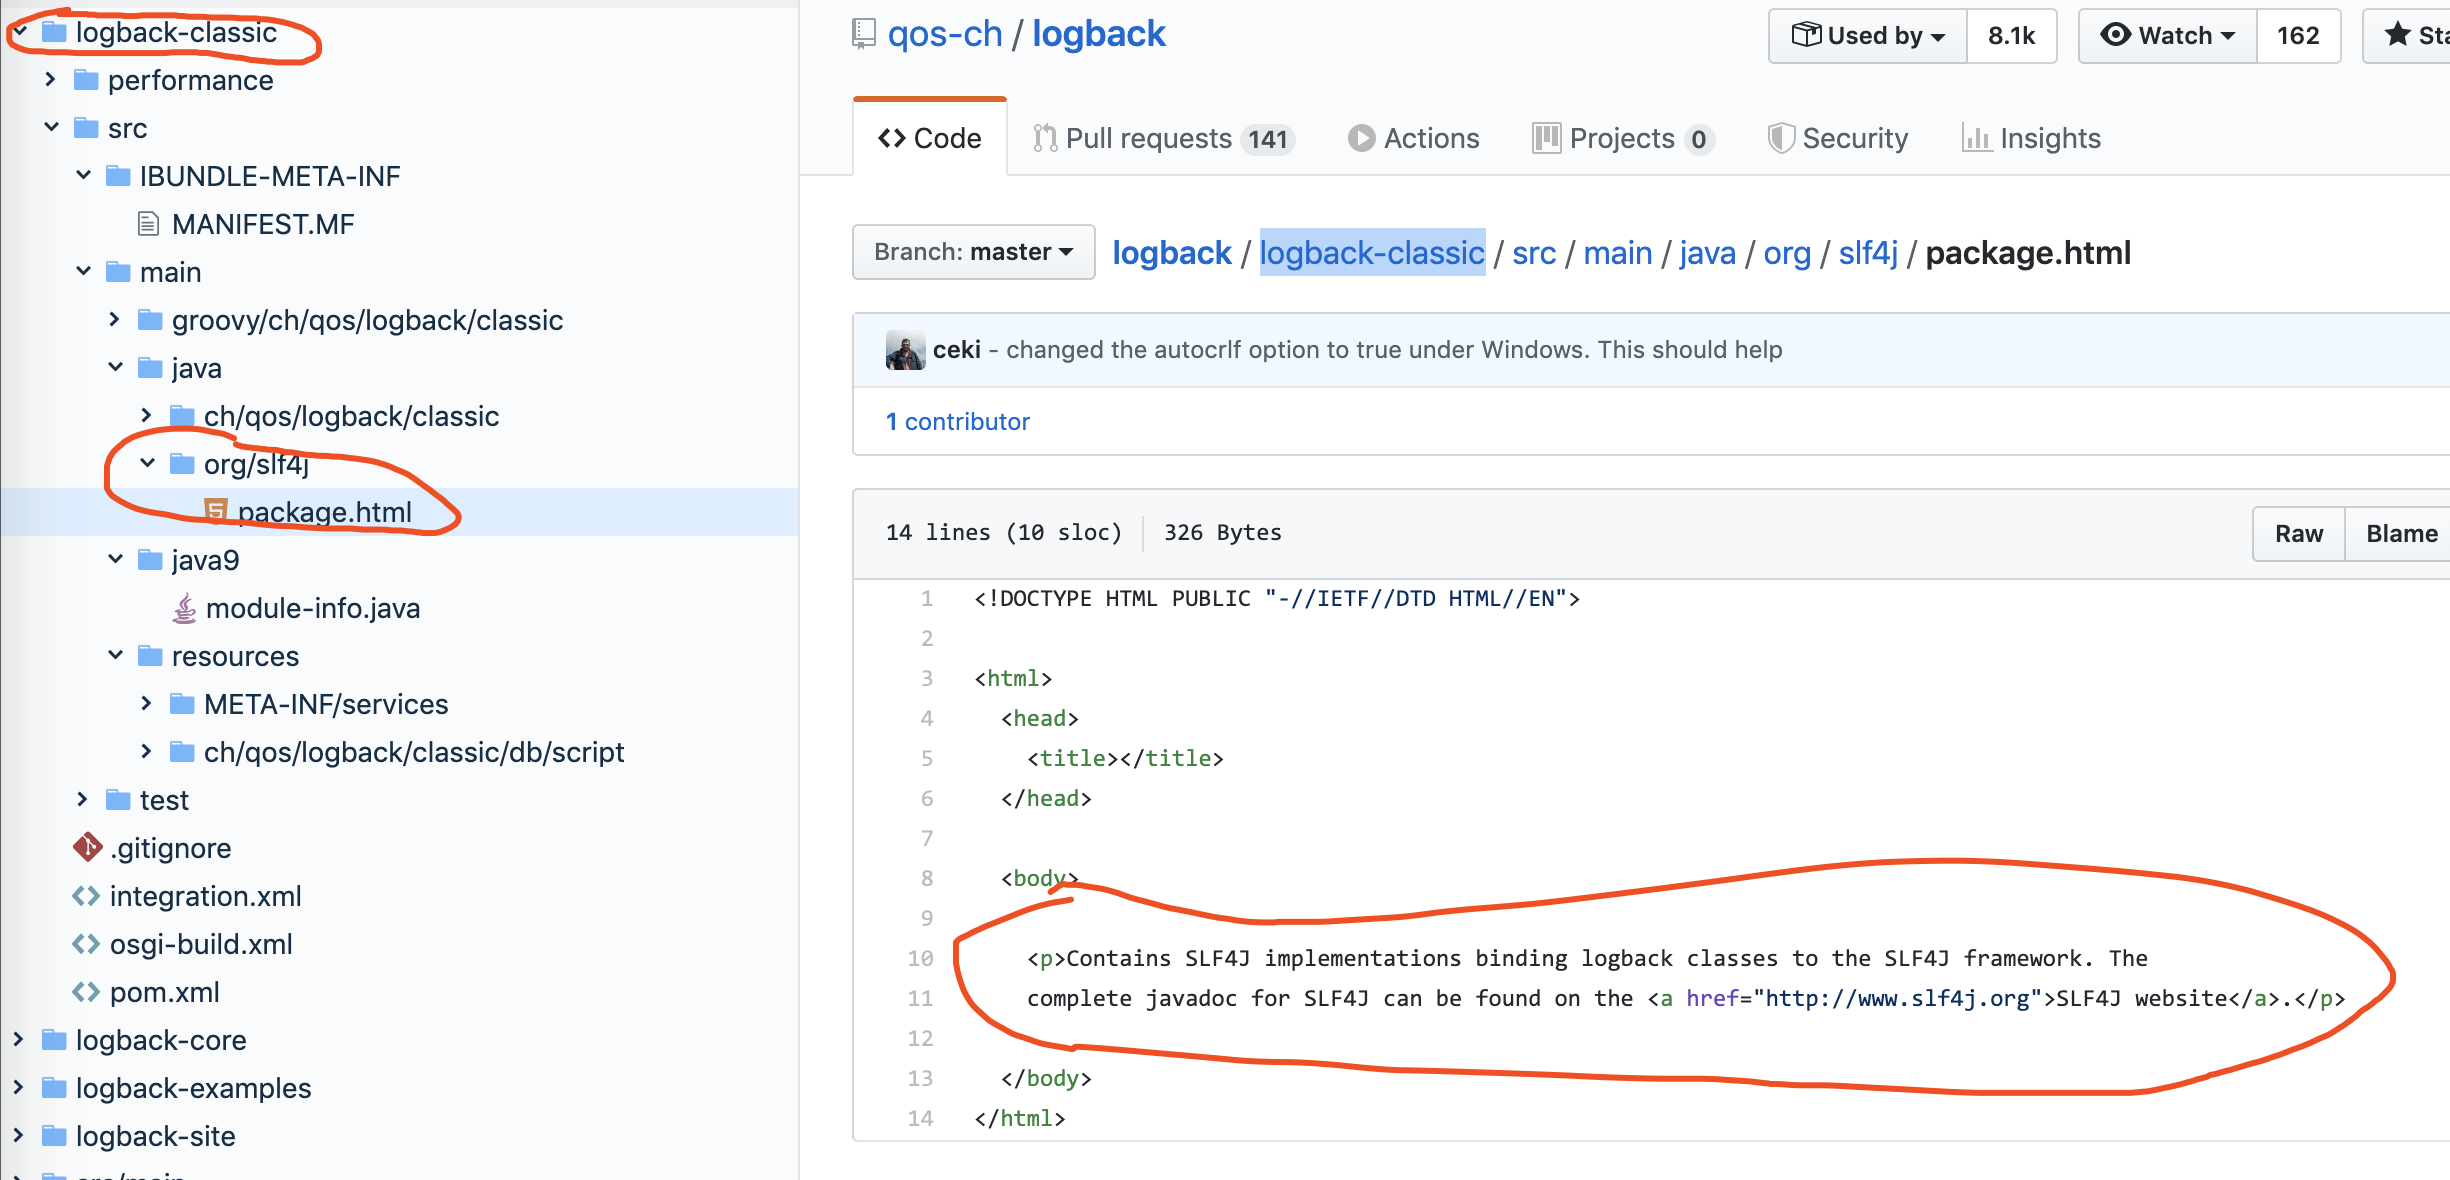 logback-classic
performance
src
IBUNDLE-META-INF
MANIFEST.MF
main
groovy/ch/qos/logback/classic
java
ch/qos/logback/classic
org/slf4j
package.html
java9
module-info.java
resources
META-INF/services
ch/qos/logback/classic/db/script
test
.gitignore
integration.xml
osgi-build.xml
pom.xml
logback-core
logback-examples
logback-site
qos-ch / logback
Used by 8.1k Watch 162
Code Pull requests 141 Actions Projects 0 Security Insights
Branch: master logback / logback-classic / src / main / java / org / slf4j / package.html
ceki - changed the autocrlf option to true under Windows. This should help
1 contributor
14 lines (10 sloc) 326 Bytes Raw Blame
1 <!DOCTYPE HTML PUBLIC "-//IETF//DTD HTML//EN">
2
3 <html>
4 <head>
5 <title></title>
6 </head>
7
8 <body>
9
10 <p>Contains SLF4J implementations binding logback classes to the SLF4J framework. The
11 complete javadoc for SLF4J can be found on the <a href="http://www.slf4j.org">SLF4J website</a>.</p>
12
13 </body>
14 </html>